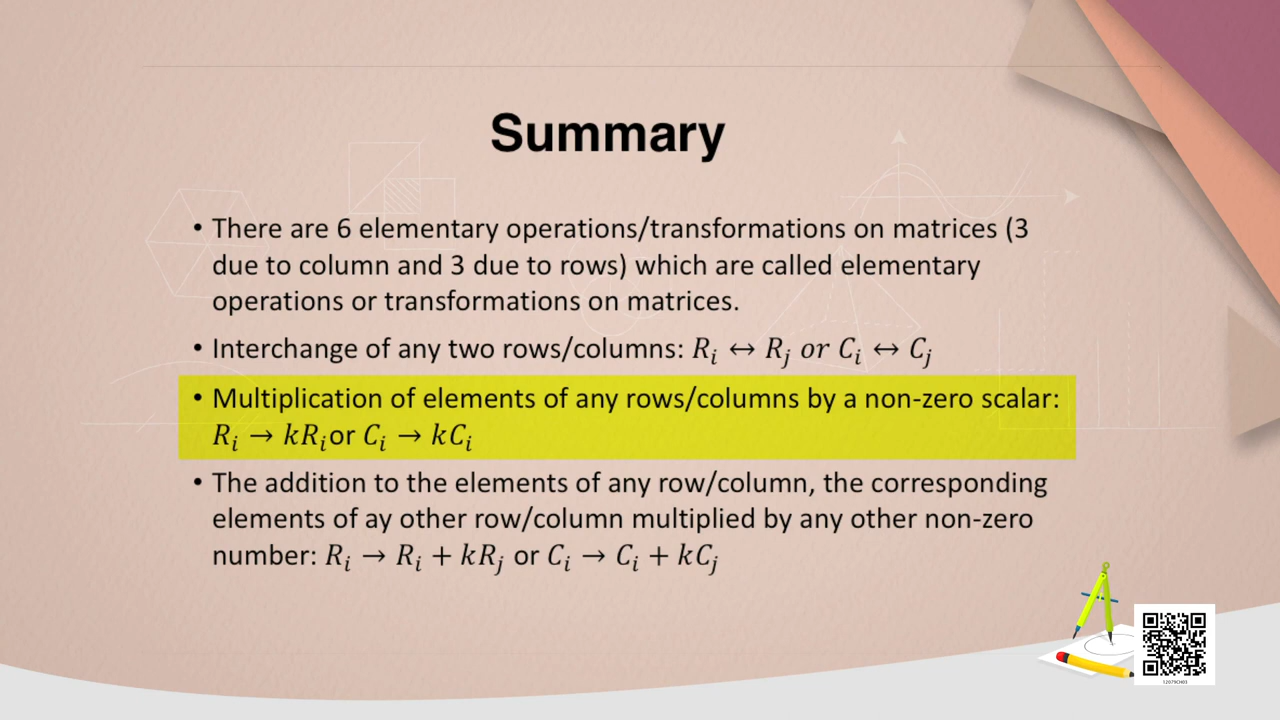 Summary
• There are 6 elementary operations/transformations on matrices (3
due to column and 3 due to rows) which are called elementary
operations or transformations on matrices.
• Interchange of any two rows/columns: Rᵢ ↔ Rⱼ or Cᵢ ↔ Cⱼ
• Multiplication of elements of any rows/columns by a non-zero scalar:
Rᵢ → kRᵢor Cᵢ → kCᵢ
• The addition to the elements of any row/column, the corresponding
elements of ay other row/column multiplied by any other non-zero
number: Rᵢ → Rᵢ + kRⱼ or Cᵢ → Cᵢ + kCⱼ